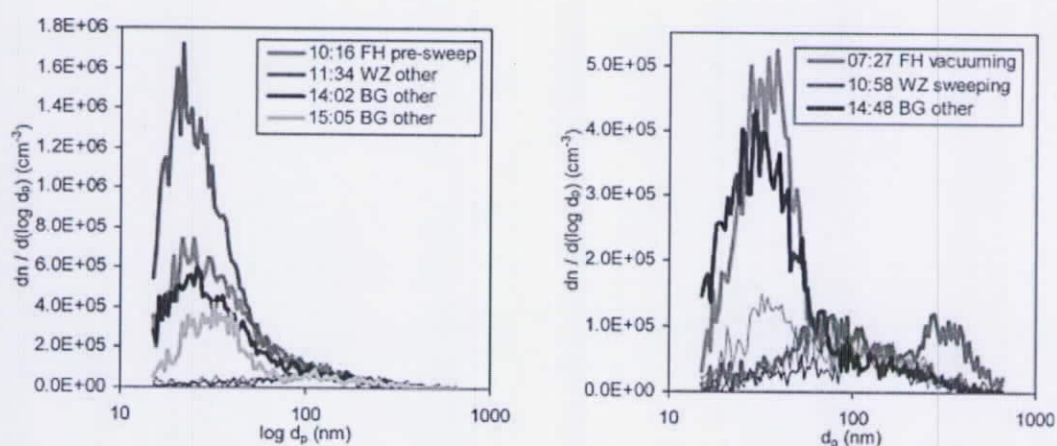 1.8E+06
1.6E+06
1.4E+06
1.2E+06
1.0E+06
8.0E+05
6.0E+05
4.0E+05
2.0E+05
0.0E+00
dn / d(log dp) (cm-3)
10:16 FH pre-sweep
11:34 WZ other
14:02 BG other
15:05 BG other
10 100 1000
log dp (nm)
5.0E+05
4.0E+05
3.0E+05
2.0E+05
1.0E+05
0.0E+00
dn / d(log dp) (cm-3)
07:27 FH vacuuming
10:58 WZ sweeping
14:48 BG other
10 100 1000
dp (nm)